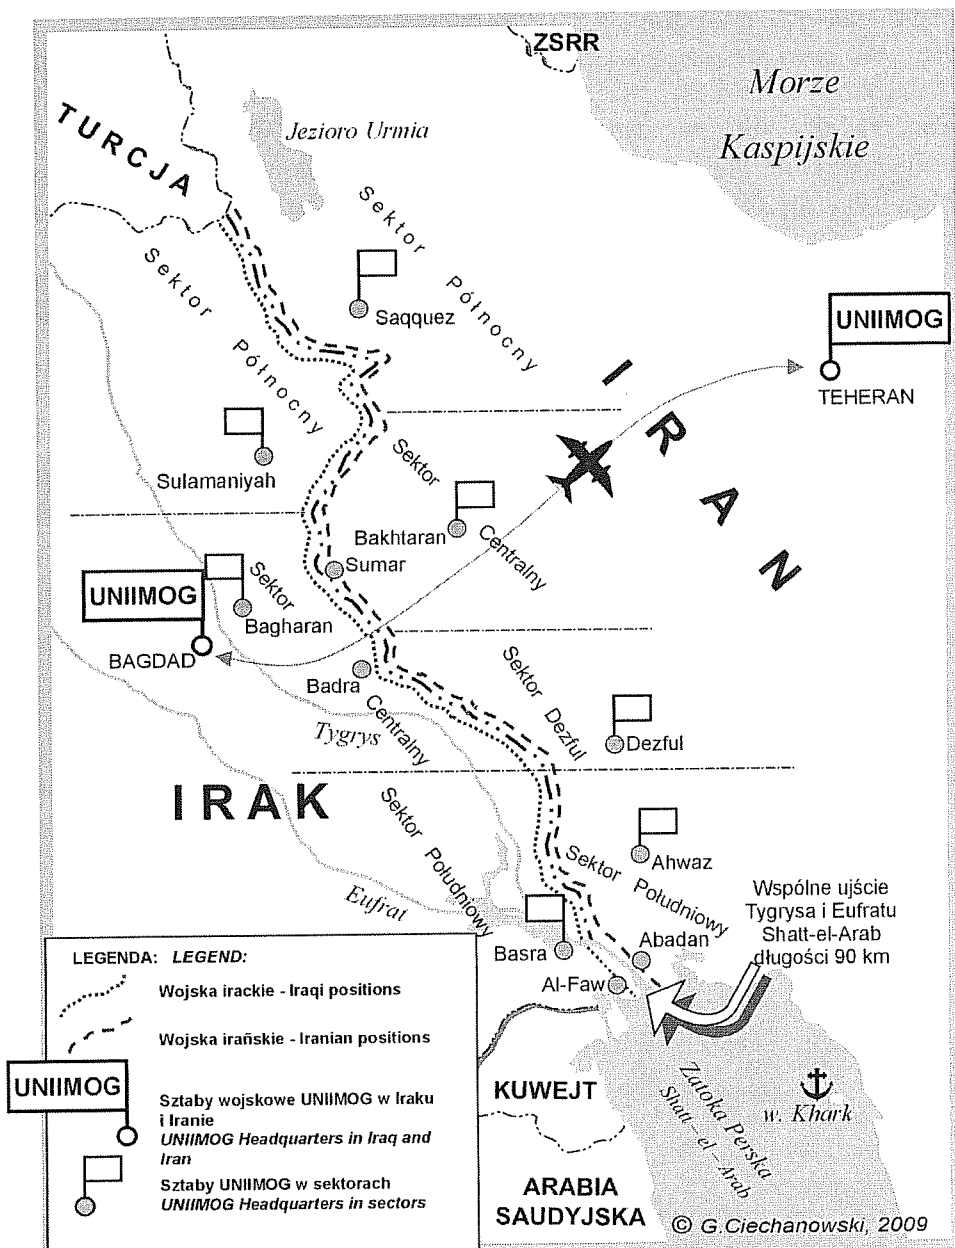 ZSRR
Morze
Kaspijskie
TURCJA
Jezioro Urmia
Sektor Północny
Sektor Północny
Saqquez
UNIIMOG
TEHERAN
IRAN
Sulamaniyah
Sektor
Centralny
Bakhtaran
Sumar
UNIIMOG
Sektor
Bagharan
BAGDAD
Badra
Centralny
Sektor Dezful
Dezful
Tygrys
IRAK
Sektor Południowy
Eufrat
Ahwaz
Sektor Południowy
Basra
Abadan
Al-Faw
Wspólne ujście
Tygrysa i Eufratu
Shatt-el-Arab
długości 90 km
LEGENDA: LEGEND:
Wojska irackie - Iraqi positions
Wojska irańskie - Iranian positions
UNIIMOG
Sztaby wojskowe UNIIMOG w Iraku
i Iranie
UNIIMOG Headquarters in Iraq and
Iran
Sztaby UNIIMOG w sektorach
UNIIMOG Headquarters in sectors
KUWEJT
Zatoka Perska
Shatt – el – Arab
w. Khark
ARABIA
SAUDYJSKA
© G.Ciechanowski, 2009